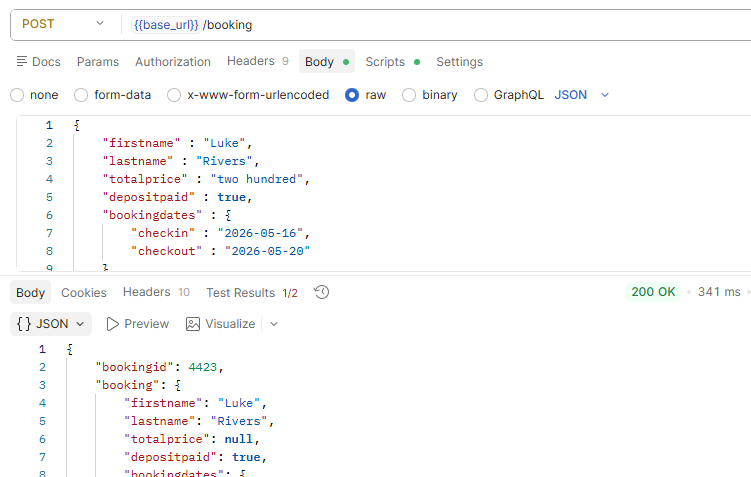 POST {{base_url}} /booking
Docs Params Authorization Headers 9 Body Scripts Settings
none form-data x-www-form-urlencoded raw binary GraphQL JSON
1 {
2 "firstname" : "Luke",
3 "lastname" : "Rivers",
4 "totalprice" : "two hundred",
5 "depositpaid" : true,
6 "bookingdates" : {
7 "checkin" : "2026-05-16",
8 "checkout" : "2026-05-20"
9 }
Body Cookies Headers 10 Test Results 1/2 200 OK 341 ms
{} JSON Preview Visualize
1 {
2 "bookingid": 4423,
3 "booking": {
4 "firstname": "Luke",
5 "lastname": "Rivers",
6 "totalprice": null,
7 "depositpaid": true,
8 "bookingdates": {